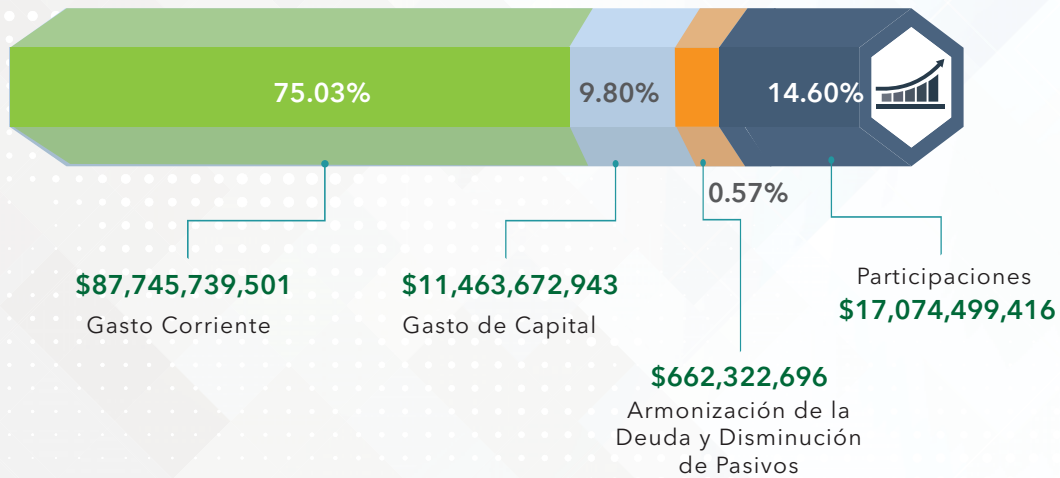 75.03%
9.80%
14.60%
0.57%
$87,745,739,501
Gasto Corriente
$11,463,672,943
Gasto de Capital
$662,322,696
Armonización de la
Deuda y Disminución
de Pasivos
Participaciones
$17,074,499,416